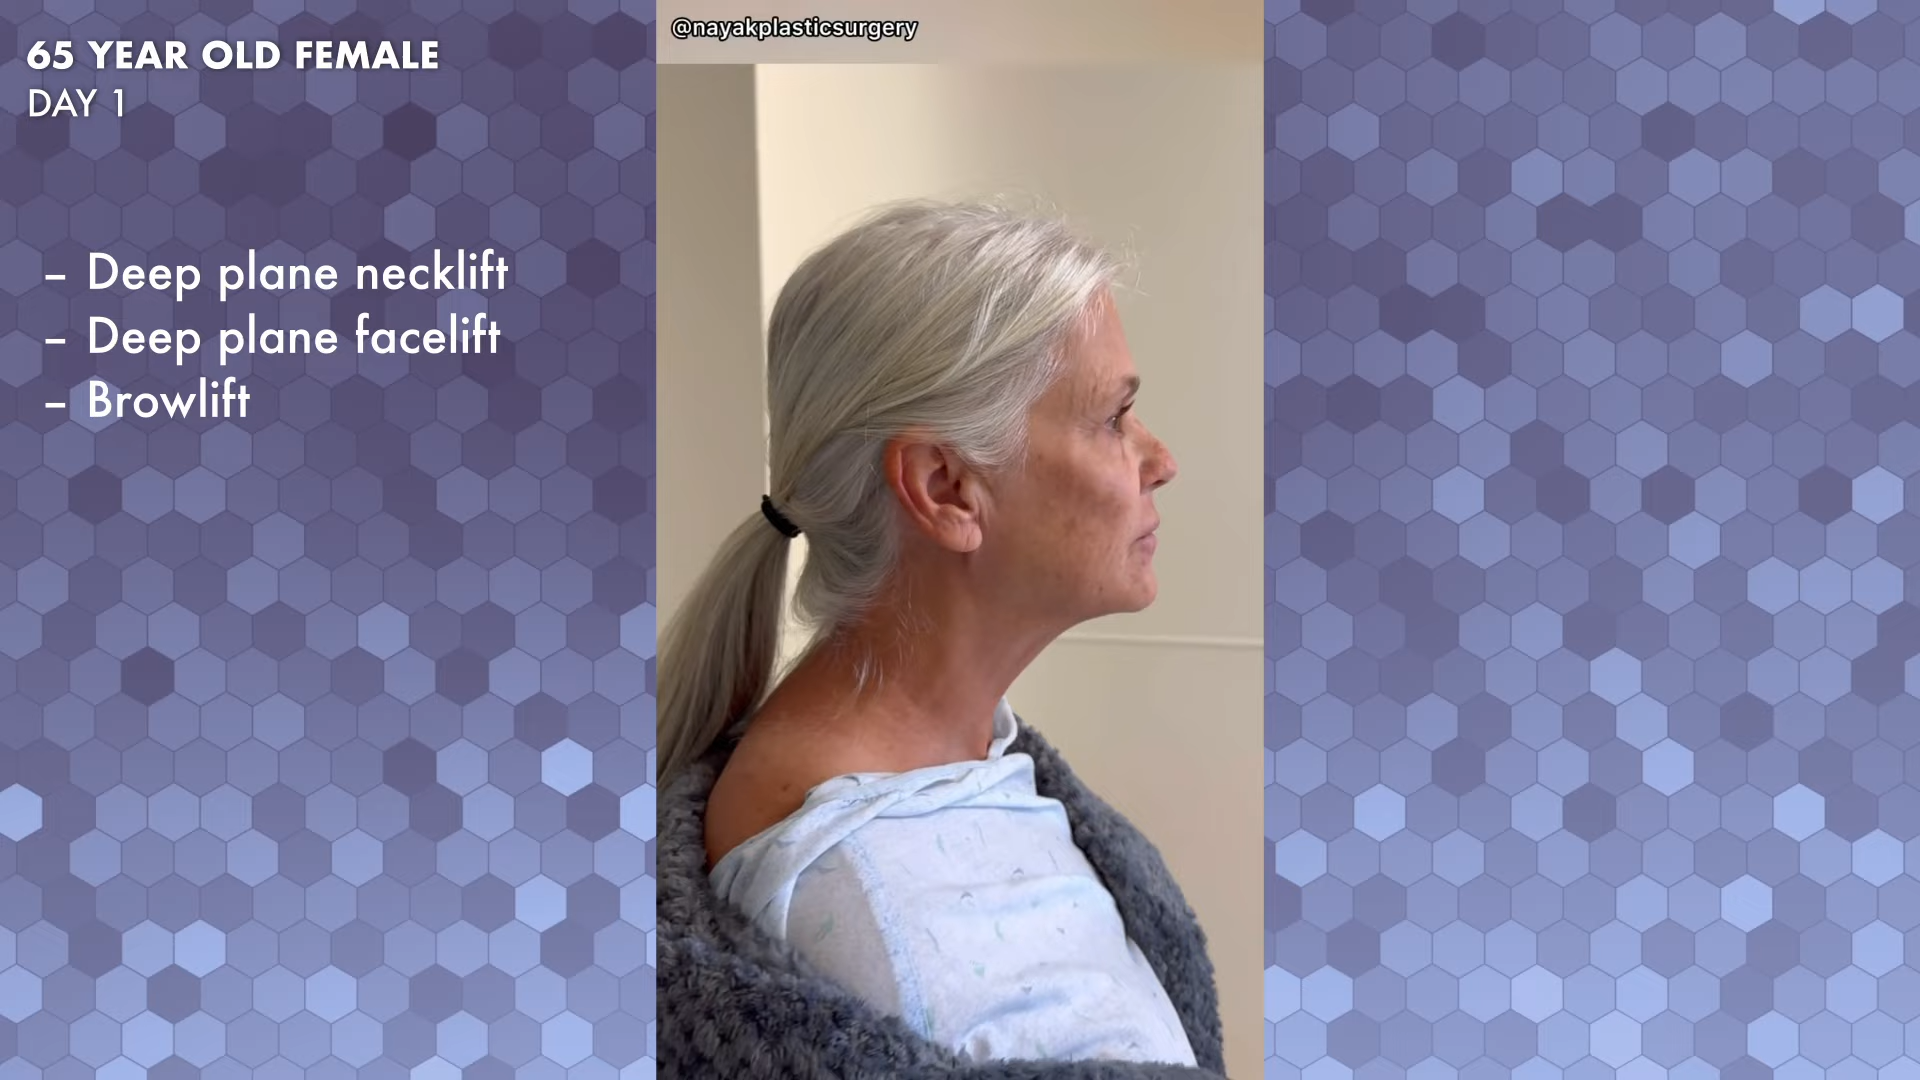 65 YEAR OLD FEMALE
DAY 1
@nayakplasticsurgery
– Deep plane necklift
– Deep plane facelift
– Browlift